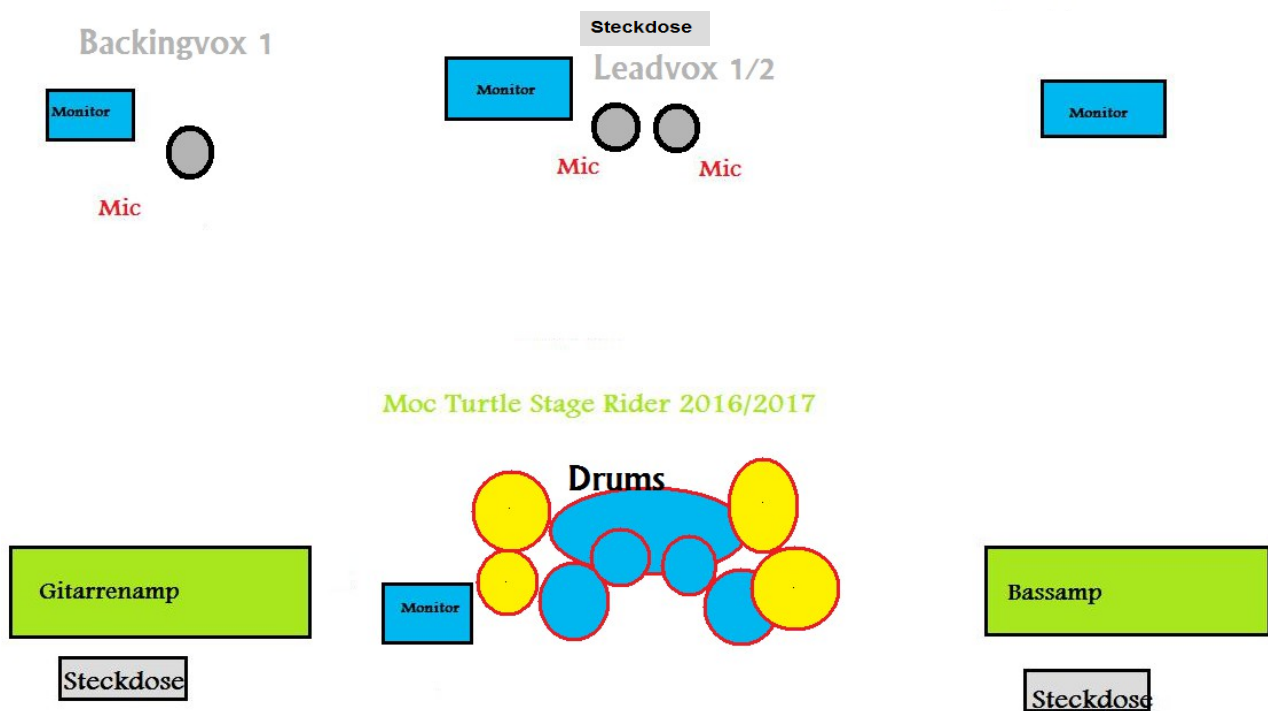 Steckdose
Backingvox 1
Leadvox 1/2
Monitor
Monitor
Monitor
Mic
Mic
Mic
Moc Turtle Stage Rider 2016/2017
Drums
Gitarrenamp
Monitor
Bassamp
Steckdose
Steckdose